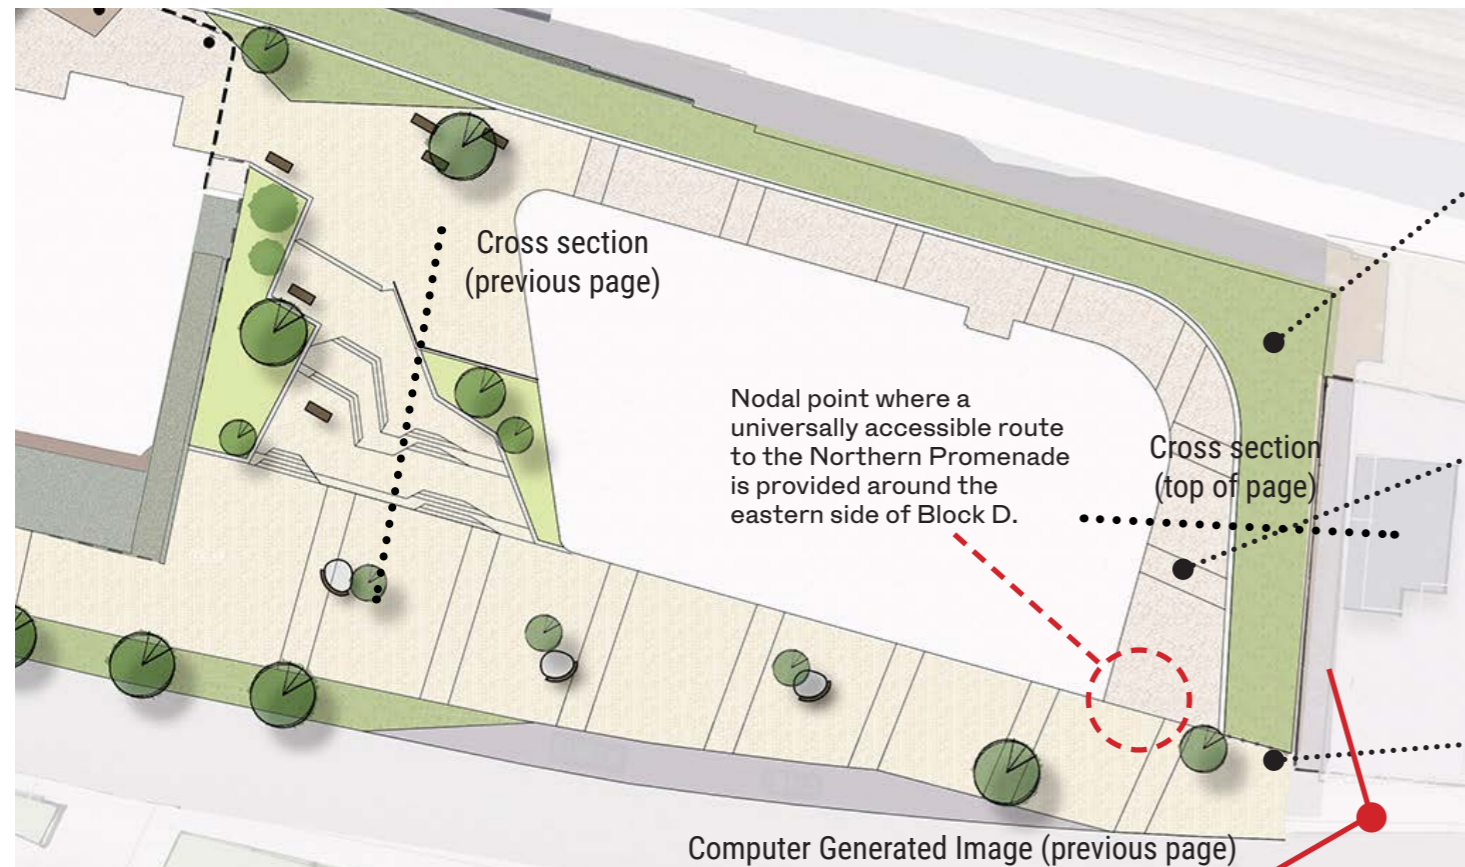 Cross section
(previous page)
Nodal point where a
universally accessible route
to the Northern Promenade
is provided around the
eastern side of Block D.
Cross section
(top of page)
Computer Generated Image (previous page)